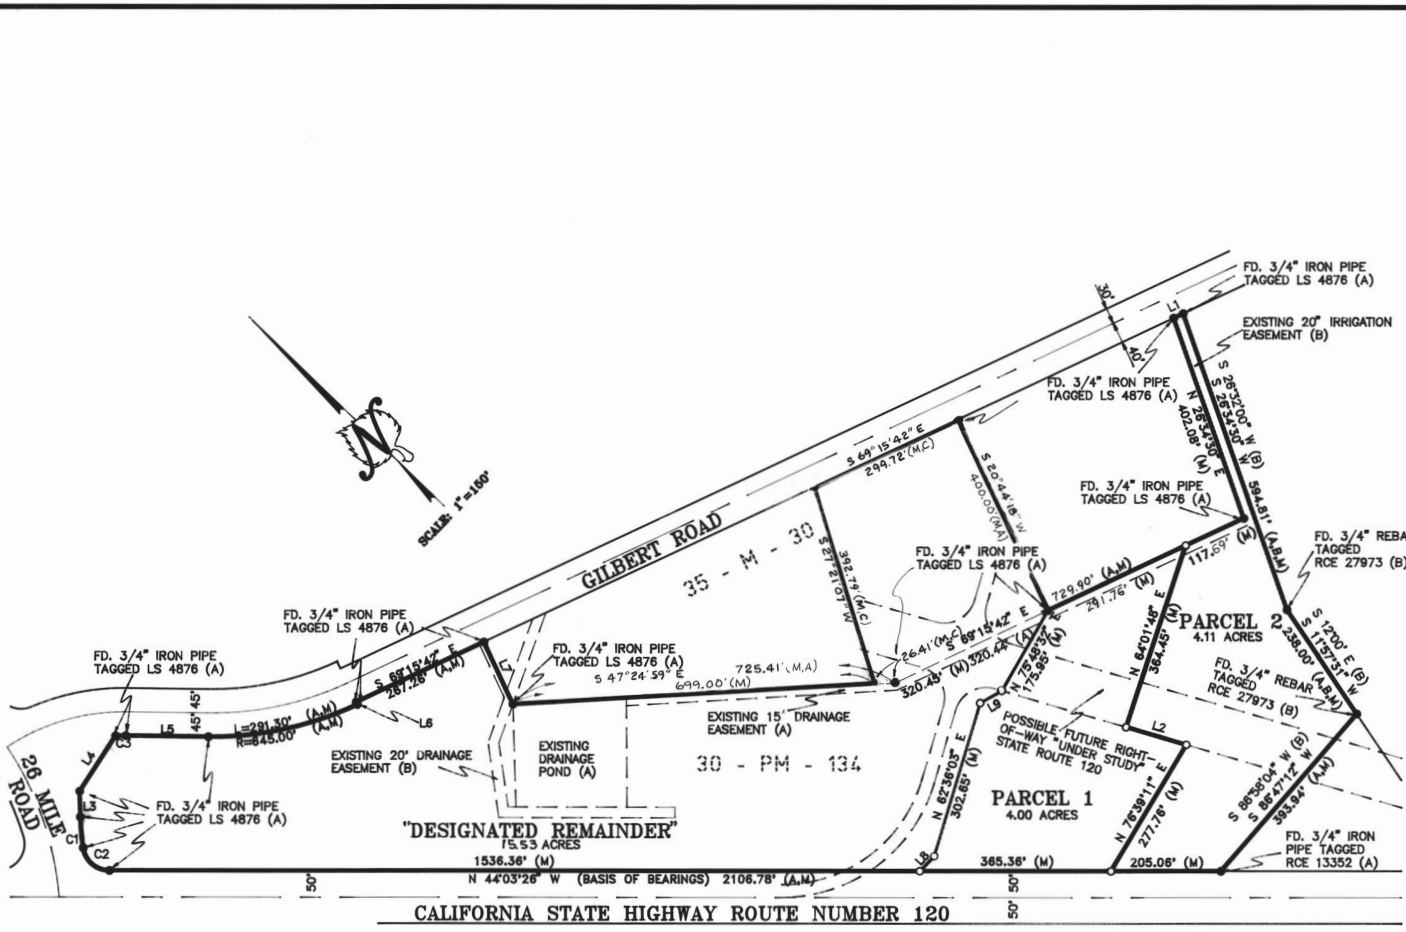 FD. 3/4" IRON PIPE
TAGGED LS 4876 (A)
L1
30'
40'
EXISTING 20" IRRIGATION
EASEMENT (B)
FD. 3/4" IRON PIPE
TAGGED LS 4876 (A)
S 26°32'00" W (B)
S 26°34'30" W
594.81' (A,B,M)
N 26°34'30" E
402.08' (M)
N
SCALE: 1"=150'
S 69°15'42" E
299.72' (M,C)
S 20°44'18" W
400.00' (M,A)
FD. 3/4" IRON PIPE
TAGGED LS 4876 (A)
GILBERT ROAD
35 - M - 30
392.79' (M,C)
S 27°21'07" W
FD. 3/4" IRON PIPE
TAGGED LS 4876 (A)
729.90' (A,M)
291.76' (M)
117.69' (M)
FD. 3/4" REBA
TAGGED
RCE 27973 (B)
FD. 3/4" IRON PIPE
TAGGED LS 4876 (A)
FD. 3/4" IRON PIPE
TAGGED LS 4876 (A)
FD. 3/4" IRON PIPE
TAGGED LS 4876 (A)
S 69°15'42" E
267.26' (A,M)
L7
725.41' (M,A)
S 47°24'59" E
699.00' (M)
26.41' (M,C)
S 69°15'42" E
320.44' (A)
320.45' (M)
N 75°48'37" E
175.95' (M)
N 64°01'48" E
364.45' (M)
PARCEL 2
4.11 ACRES
S 12°00' E (B)
S 11°57'31" W
238.00' (A,B,M)
FD. 3/4" REBAR
TAGGED
RCE 27973 (B)
45' 45'
L=291.30' (A,M)
R=645.00' (A,M)
L5
C3
L4
L6
EXISTING 20' DRAINAGE
EASEMENT (B)
EXISTING
DRAINAGE
POND (A)
EXISTING 15' DRAINAGE
EASEMENT (A)
30 - PM - 134
L9
POSSIBLE FUTURE RIGHT-
OF-WAY "UNDER STUDY"
STATE ROUTE 120
L2
26 MILE
ROAD
L3
C1
C2
FD. 3/4" IRON PIPE
TAGGED LS 4876 (A)
"DESIGNATED REMAINDER"
15.53 ACRES
N 62°36'03" E
302.65' (M)
PARCEL 1
4.00 ACRES
N 76°39'11" E
277.76' (M)
S 86°58'04" W (B)
S 86°47'12" W
393.94' (A,M)
FD. 3/4" IRON
PIPE TAGGED
RCE 13352 (A)
1536.36' (M)
L8
365.36' (M)
205.06' (M)
N 44°03'26" W (BASIS OF BEARINGS) 2106.78' (A,M)
50'
50'
50'
CALIFORNIA STATE HIGHWAY ROUTE NUMBER 120